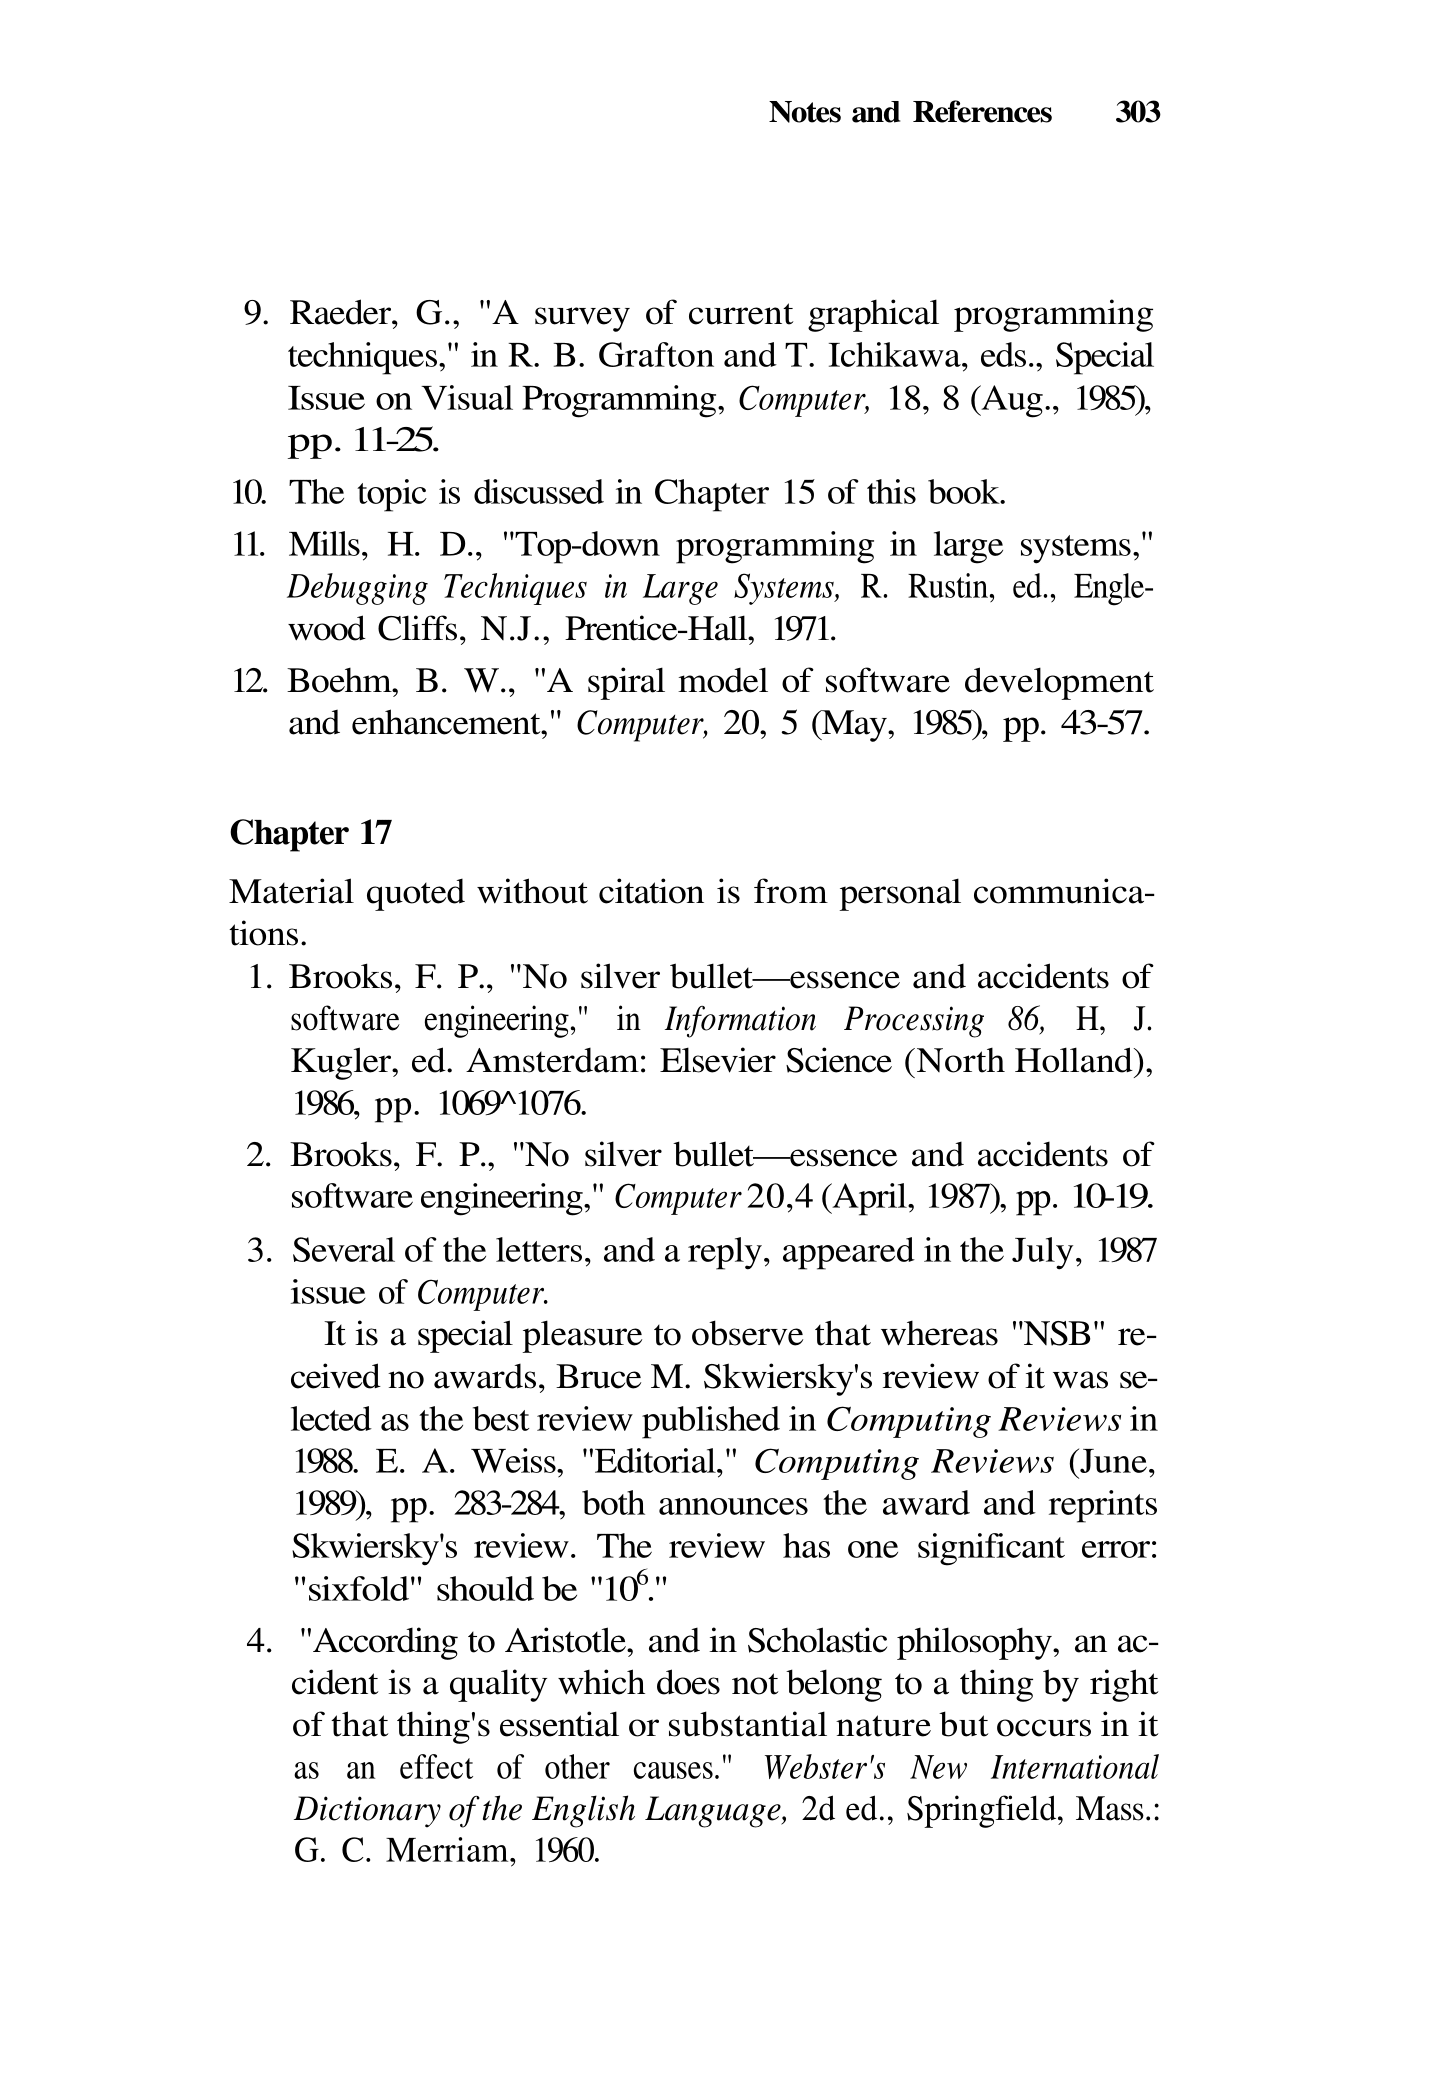 Notes and References 303
9. Raeder, G., "A survey of current graphical programming
techniques," in R. B. Grafton and T. Ichikawa, eds., Special
Issue on Visual Programming, Computer, 18, 8 (Aug., 1985),
pp. 11-25.
10. The topic is discussed in Chapter 15 of this book.
11. Mills, H. D., "Top-down programming in large systems,"
Debugging Techniques in Large Systems, R. Rustin, ed., Engle-
wood Cliffs, N.J., Prentice-Hall, 1971.
12. Boehm, B. W., "A spiral model of software development
and enhancement," Computer, 20, 5 (May, 1985), pp. 43-57.
Chapter 17
Material quoted without citation is from personal communica-
tions.
1. Brooks, F. P., "No silver bullet—essence and accidents of
software engineering," in Information Processing 86, H, J.
Kugler, ed. Amsterdam: Elsevier Science (North Holland),
1986, pp. 1069^1076.
2. Brooks, F. P., "No silver bullet—essence and accidents of
software engineering," Computer 20,4 (April, 1987), pp. 10-19.
3. Several of the letters, and a reply, appeared in the July, 1987
issue of Computer.
It is a special pleasure to observe that whereas "NSB" re-
ceived no awards, Bruce M. Skwiersky's review of it was se-
lected as the best review published in Computing Reviews in
1988. E. A. Weiss, "Editorial," Computing Reviews (June,
1989), pp. 283-284, both announces the award and reprints
Skwiersky's review. The review has one significant error:
"sixfold" should be "10⁶."
4. "According to Aristotle, and in Scholastic philosophy, an ac-
cident is a quality which does not belong to a thing by right
of that thing's essential or substantial nature but occurs in it
as an effect of other causes." Webster's New International
Dictionary of the English Language, 2d ed., Springfield, Mass.:
G. C. Merriam, 1960.